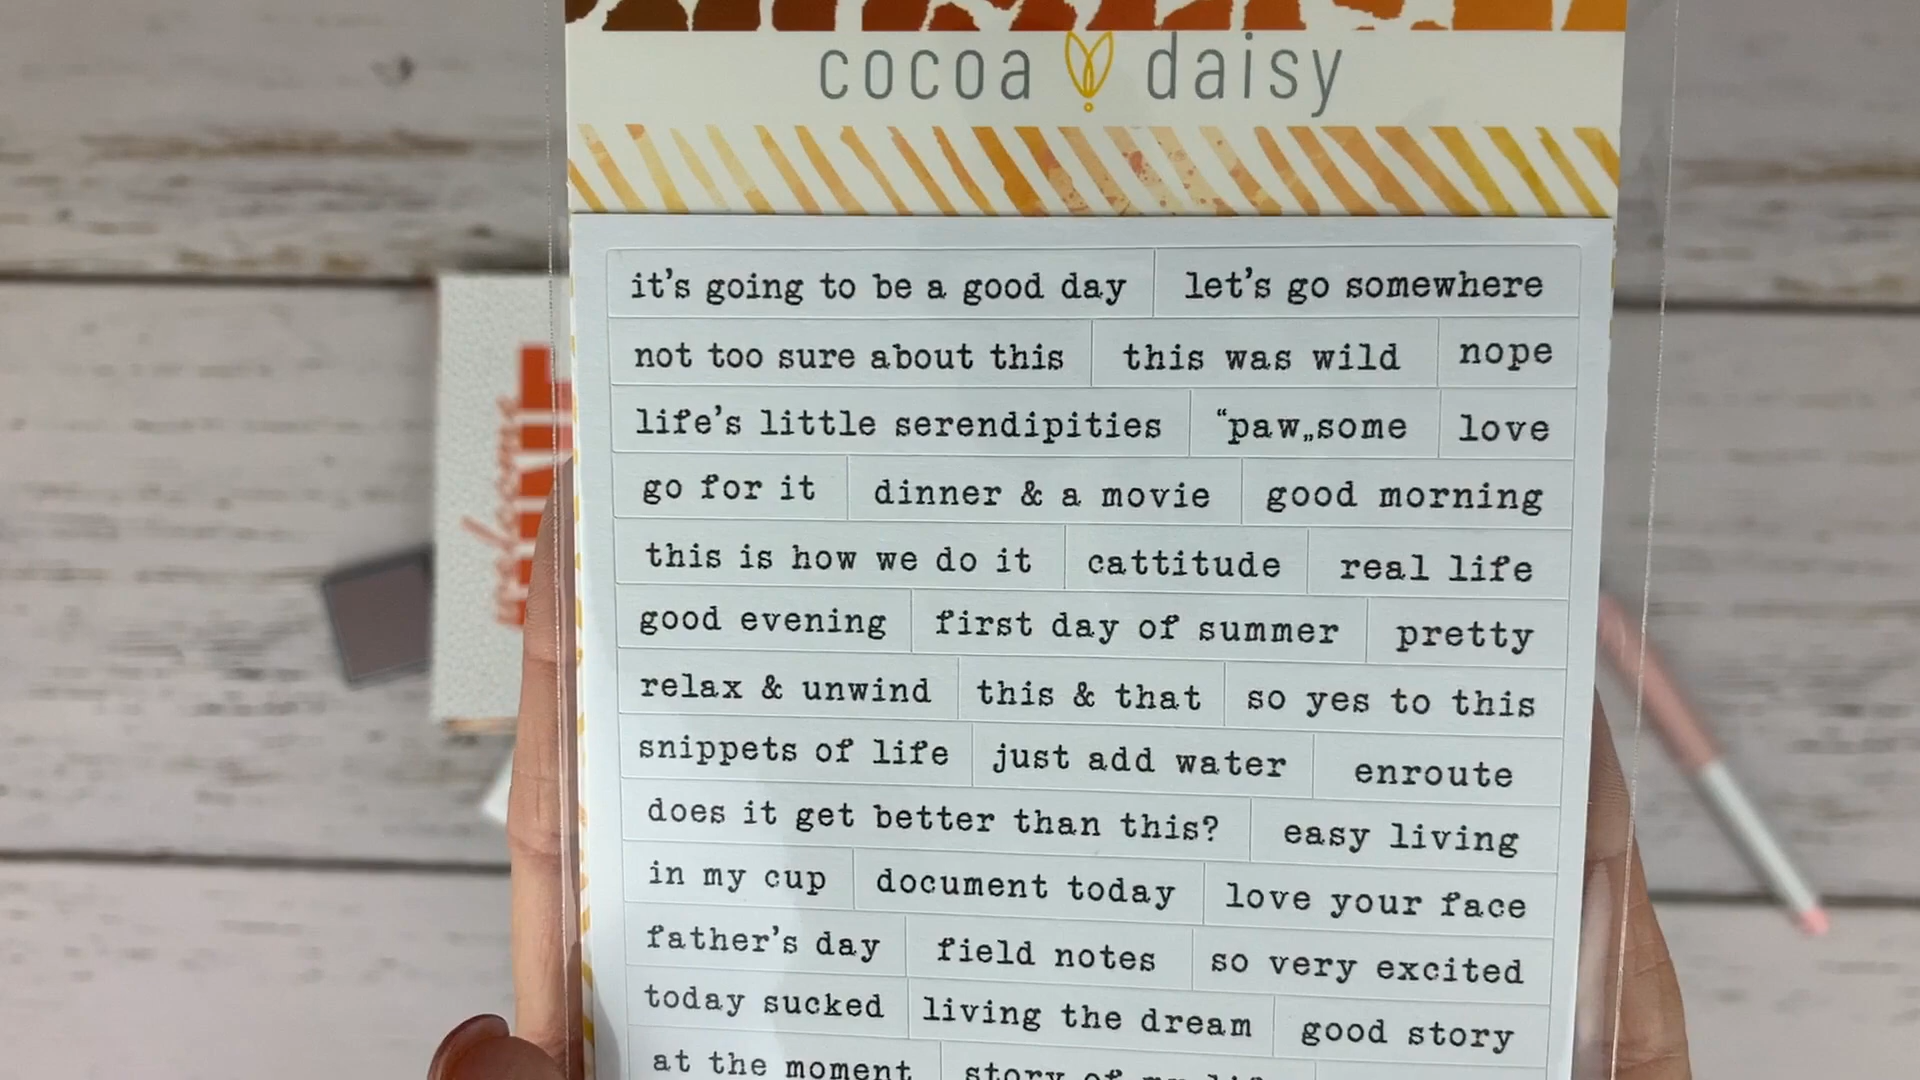 cocoa daisy
it's going to be a good day let's go somewhere
not too sure about this this was wild nope
life's little serendipities “paw„some love
go for it dinner & a movie good morning
this is how we do it cattitude real life
good evening first day of summer pretty
relax & unwind this & that so yes to this
snippets of life just add water enroute
does it get better than this? easy living
in my cup document today love your face
father's day field notes so very excited
today sucked living the dream good story
at the moment story of my